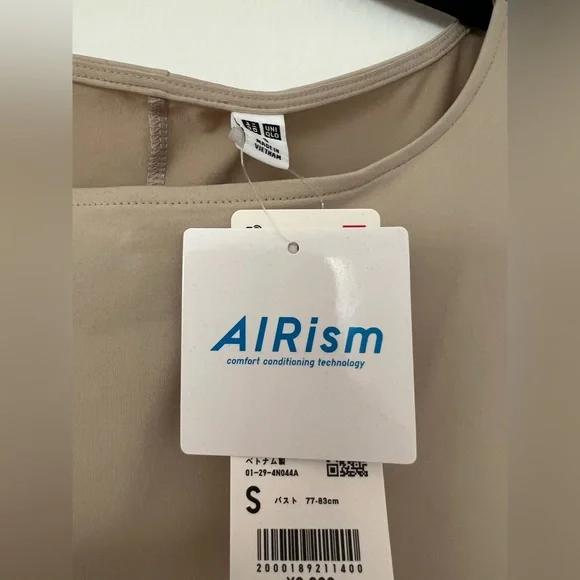 UNI
QLO
MADE IN
VIETNAM
AIRism
comfort conditioning technology
ベトナム製
01-29-4N044A
S バスト 77-83cm
2000189211400